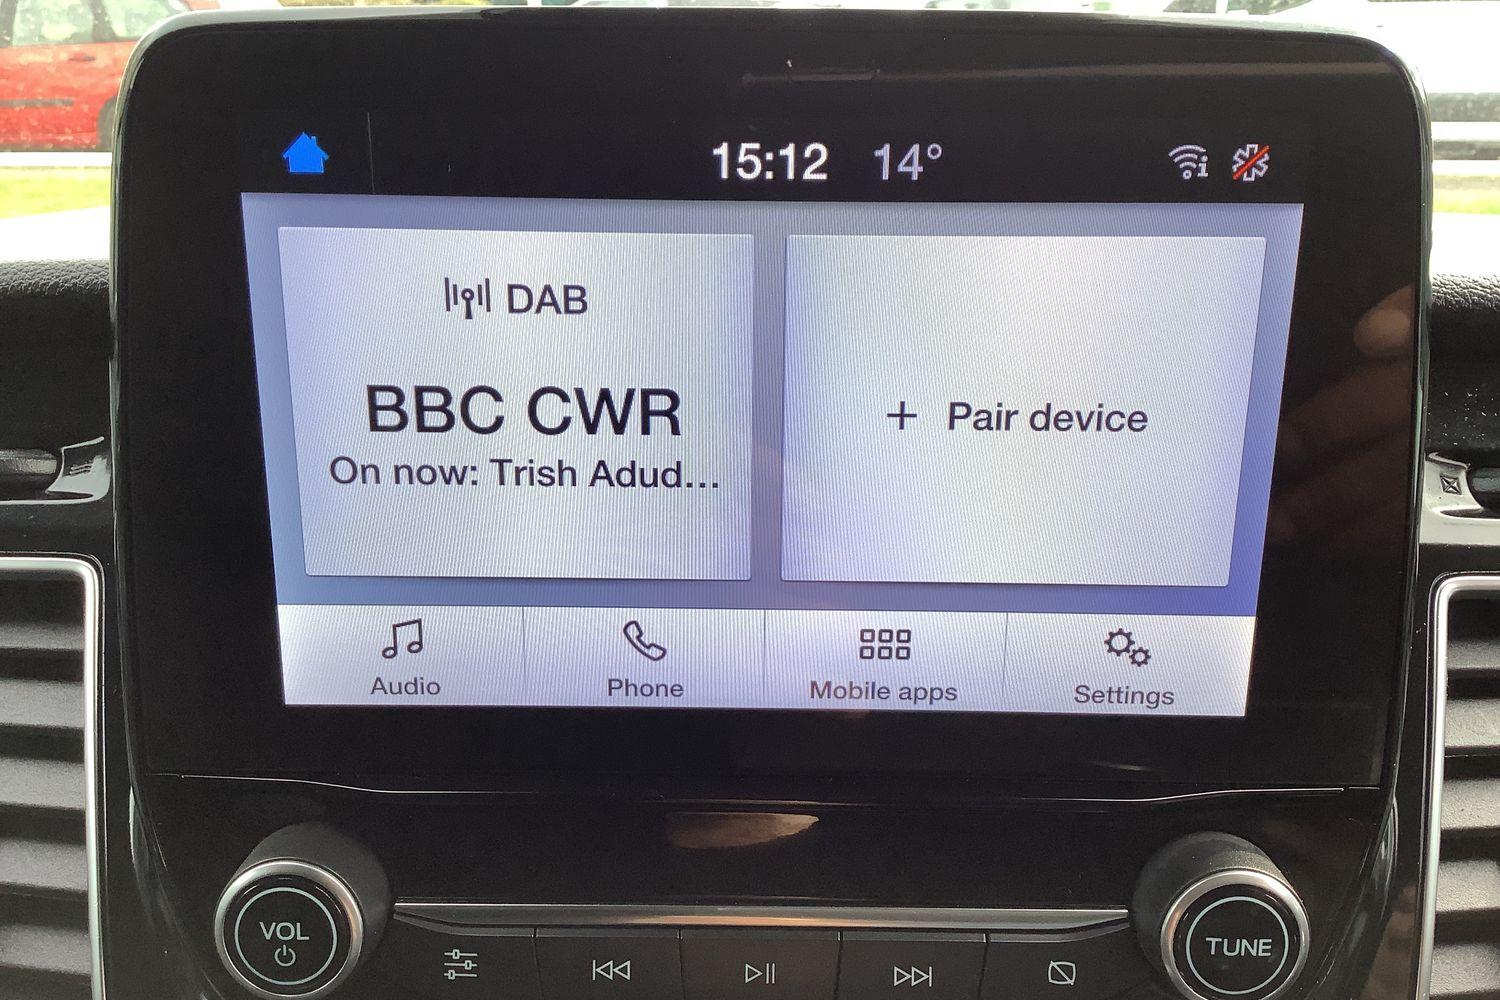 15:12 14°
DAB
BBC CWR
On now: Trish Adud...
+ Pair device
Audio
Phone
Mobile apps
Settings
VOL
TUNE